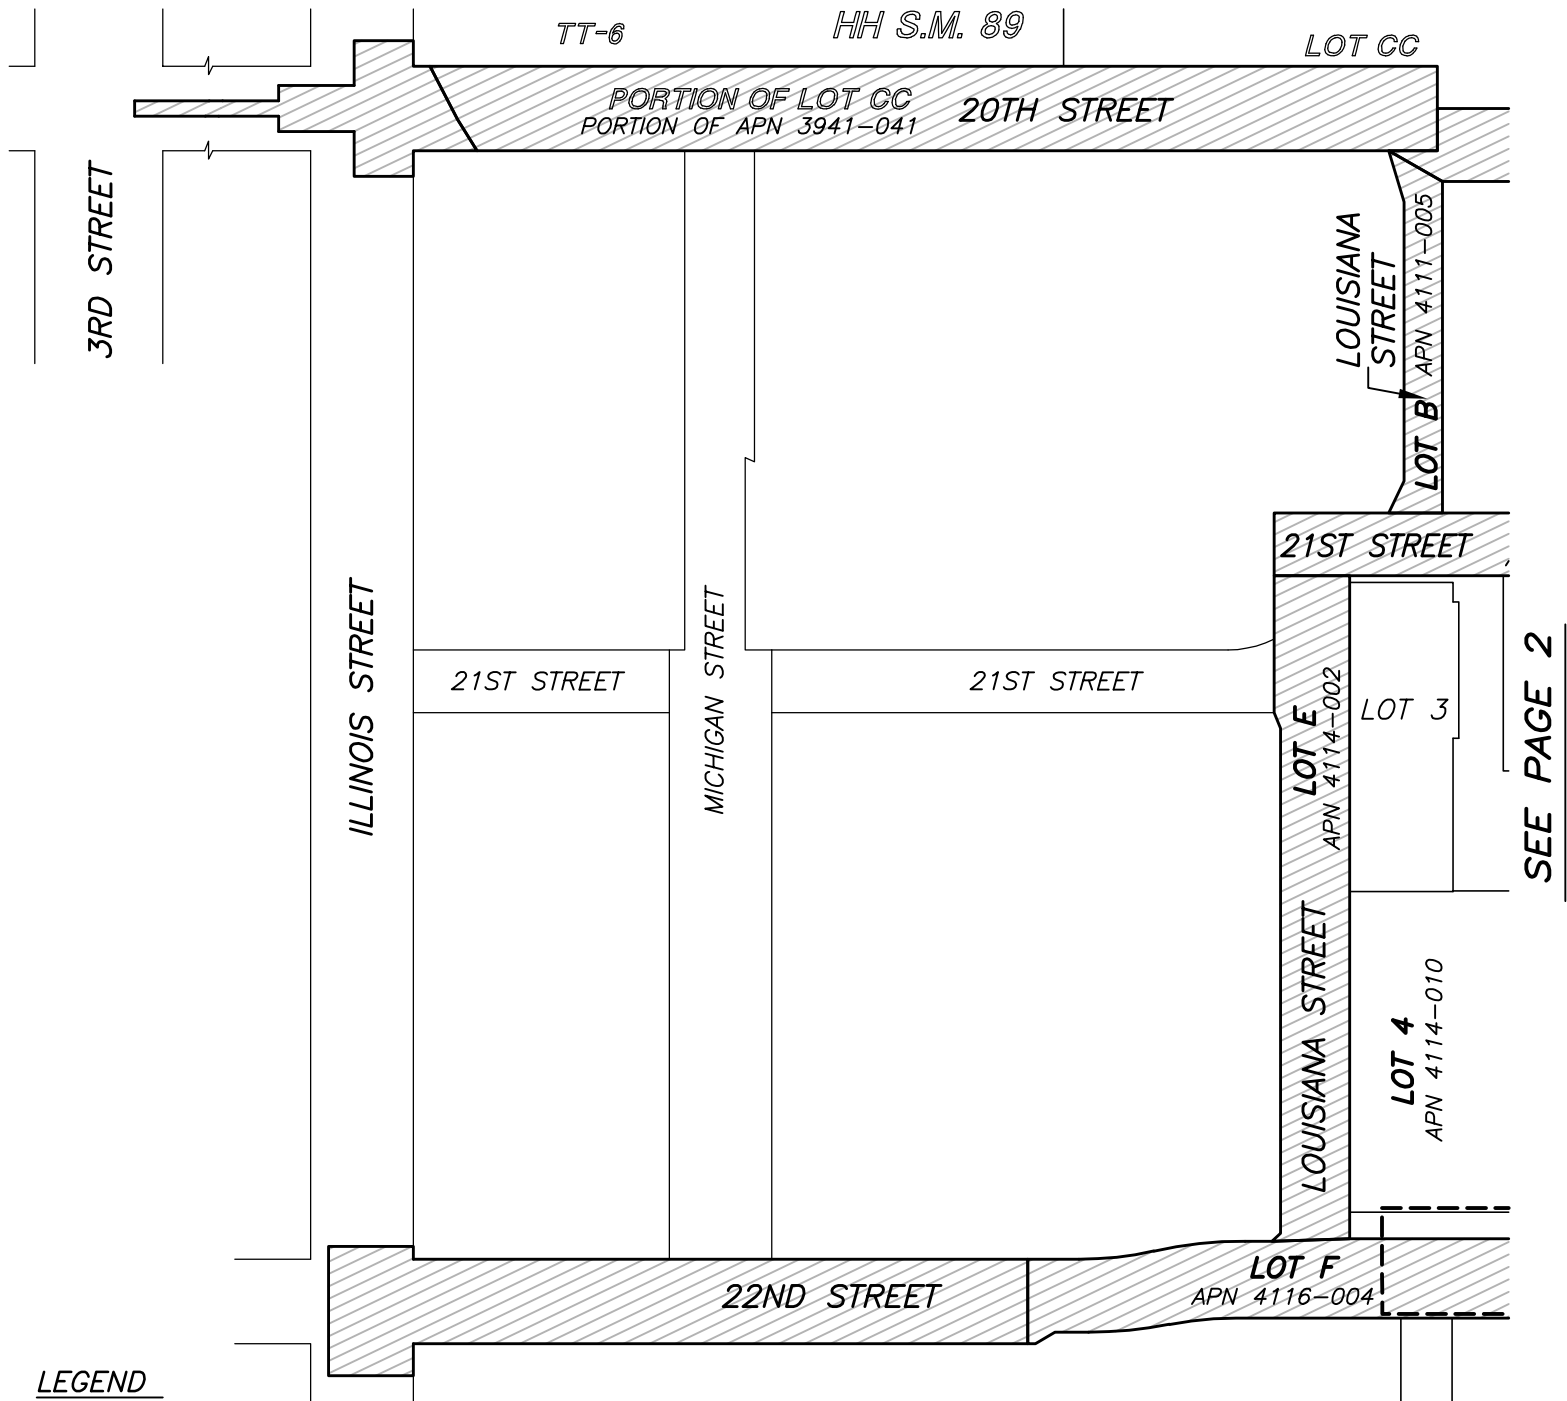 TT-6
HH S.M. 89
LOT CC
PORTION OF LOT CC
PORTION OF APN 3941-041
20TH STREET
3RD STREET
LOUISIANA
STREET
LOT B
APN 4111-005
21ST STREET
ILLINOIS STREET
MICHIGAN STREET
21ST STREET
21ST STREET
LOT E
APN 4114-002
LOT 3
SEE PAGE 2
LOUISIANA STREET
LOT 4
APN 4114-010
22ND STREET
LOT F
APN 4116-004
LEGEND